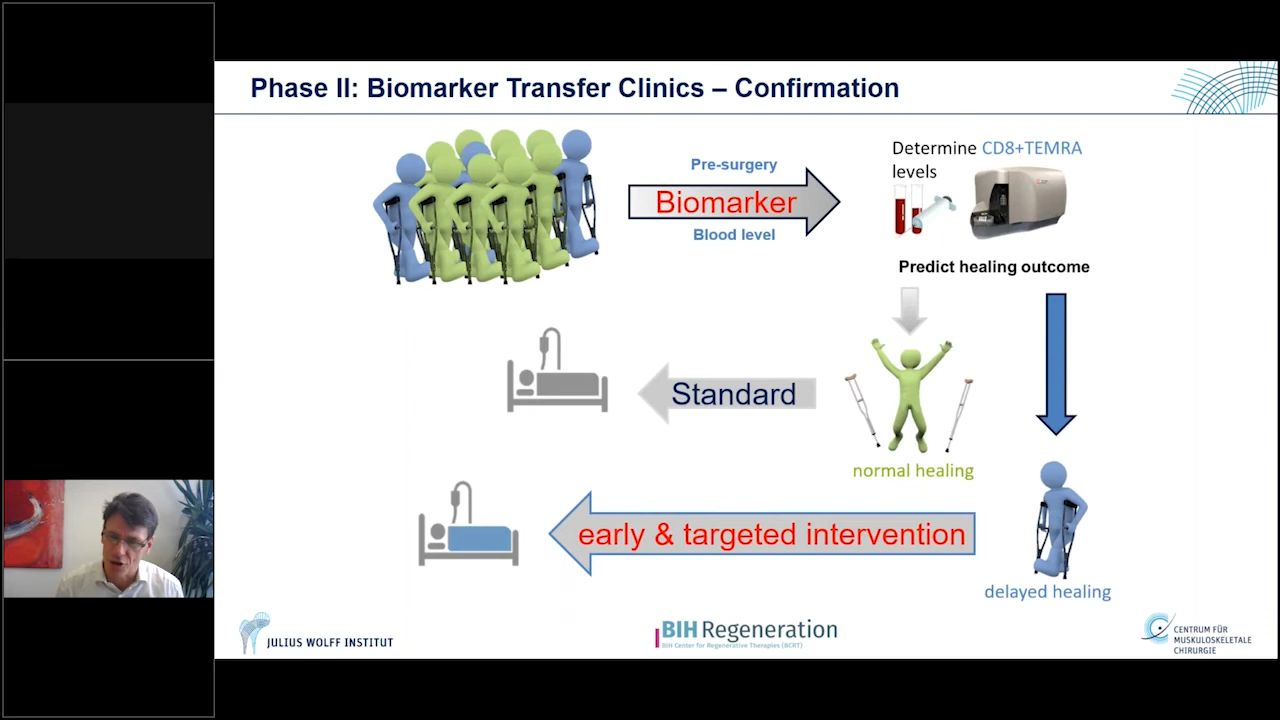 Phase II: Biomarker Transfer Clinics – Confirmation
Pre-surgery
Biomarker
Blood level
Determine CD8+TEMRA
levels
Predict healing outcome
Standard
normal healing
early & targeted intervention
delayed healing
JULIUS WOLFF INSTITUT
BIH Regeneration
BIH Center for Regenerative Therapies (BCRT)
CENTRUM FÜR
MUSKULOSKELETALE
CHIRURGIE